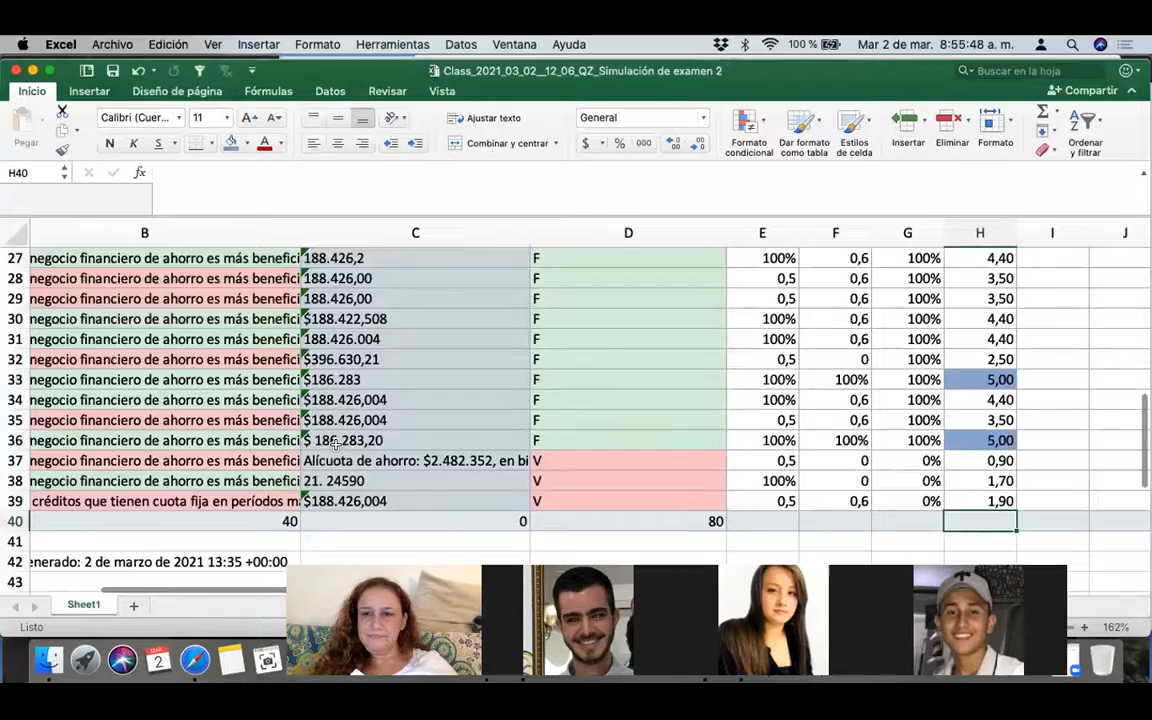 Excel Archivo Edición Ver Insertar Formato Herramientas Datos Ventana Ayuda 100 % Mar 2 de mar. 8:55:48 a. m.
Class_2021_03_02__12_06_QZ_Simulación de examen 2 Buscar en la hoja
Inicio Insertar Diseño de página Fórmulas Datos Revisar Vista Compartir
Calibri (Cuer... 11 A A Ajustar texto General
Pegar N K S A Combinar y centrar $ % 000 Formato condicional Dar formato como tabla Estilos de celda Insertar Eliminar Formato Ordenar y filtrar
H40 fx
B C D E F G H I J
27 negocio financiero de ahorro es más benefici 188.426,2 F 100% 0,6 100% 4,40
28 negocio financiero de ahorro es más benefici 188.426,00 F 0,5 0,6 100% 3,50
29 negocio financiero de ahorro es más benefici 188.426,00 F 0,5 0,6 100% 3,50
30 negocio financiero de ahorro es más benefici $188.422,508 F 100% 0,6 100% 4,40
31 negocio financiero de ahorro es más benefici 188.426.004 F 100% 0,6 100% 4,40
32 negocio financiero de ahorro es más benefici $396.630,21 F 0,5 0 100% 2,50
33 negocio financiero de ahorro es más benefici $186.283 F 100% 100% 100% 5,00
34 negocio financiero de ahorro es más benefici $188.426,004 F 100% 0,6 100% 4,40
35 negocio financiero de ahorro es más benefici $188.426,004 F 0,5 0,6 100% 3,50
36 negocio financiero de ahorro es más benefici $ 186.283,20 F 100% 100% 100% 5,00
37 negocio financiero de ahorro es más benefici Alícuota de ahorro: $2.482.352, en bi V 0,5 100% 0% 0,90
38 negocio financiero de ahorro es más benefici 21. 24590 V 100% 0 0% 1,70
39 créditos que tienen cuota fija en períodos m $188.426,004 V 0,5 0,6 0% 1,90
40 40 0 80
41
42 enerado: 2 de marzo de 2021 13:35 +00:00
43
Sheet1
Listo 162%
MAR 2